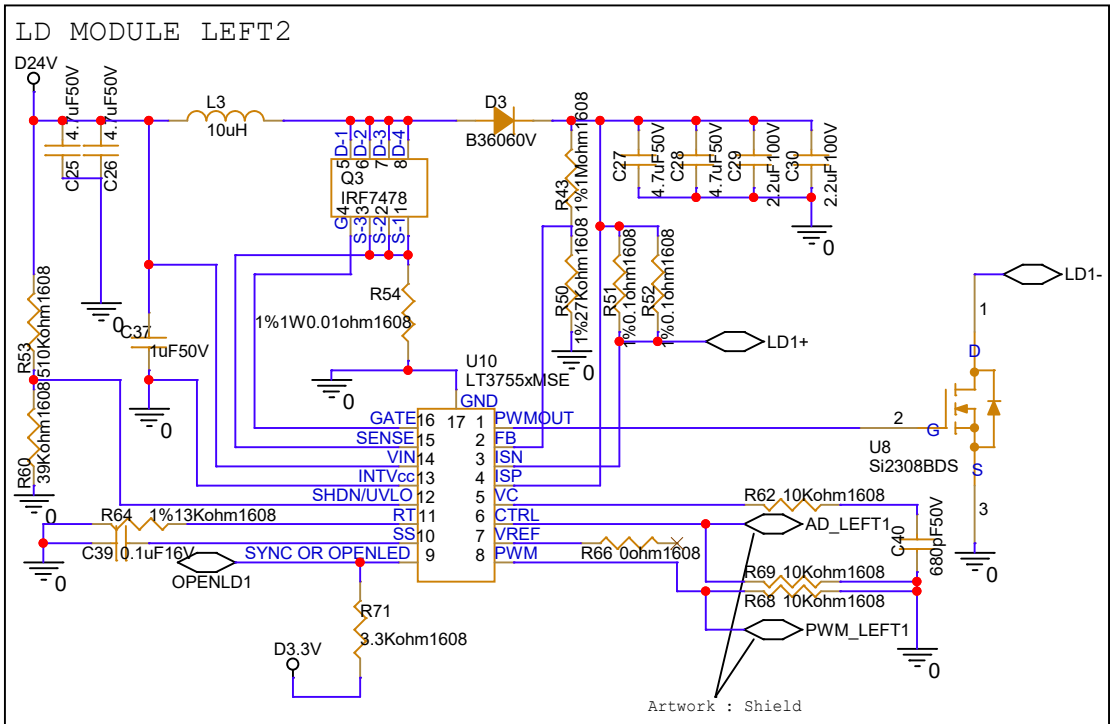 LD MODULE LEFT2
D24V
4.7uF50V
4.7uF50V
C25
C26
L3
10uH
D3
B36060V
D-1
D-2
D-3
D-4
5
6
7
8
Q3
IRF7478
4
3
2
1
G
S-3
S-2
S-1
R43
1%1Mohm1608
C27
4.7uF50V
C28
4.7uF50V
C29
2.2uF100V
C30
2.2uF100V
0
R50
1%27Kohm1608
R51
1%0.1ohm1608
R52
1%0.1ohm1608
0
LD1-
1
LD1+
D
2
G
U8
Si2308BDS
S
3
0
R53
510Kohm1608
0
C37
1uF50V
0
R54
1%1W0.01ohm1608
0
R60
39Kohm1608
0
U10
LT3755xMSE
GND
17
GATE 16
SENSE 15
VIN 14
INTVcc 13
SHDN/UVLO 12
RT 11
SS 10
SYNC OR OPENLED 9
1 PWMOUT
2 FB
3 ISN
4 ISP
5 VC
6 CTRL
7 VREF
8 PWM
R64 1%13Kohm1608
C39 0.1uF16V
0
OPENLD1
R71
3.3Kohm1608
D3.3V
R62 10Kohm1608
AD_LEFT1
C40
680pF50V
R66 0ohm1608
R69 10Kohm1608
R68 10Kohm1608
PWM_LEFT1
0
Artwork : Shield